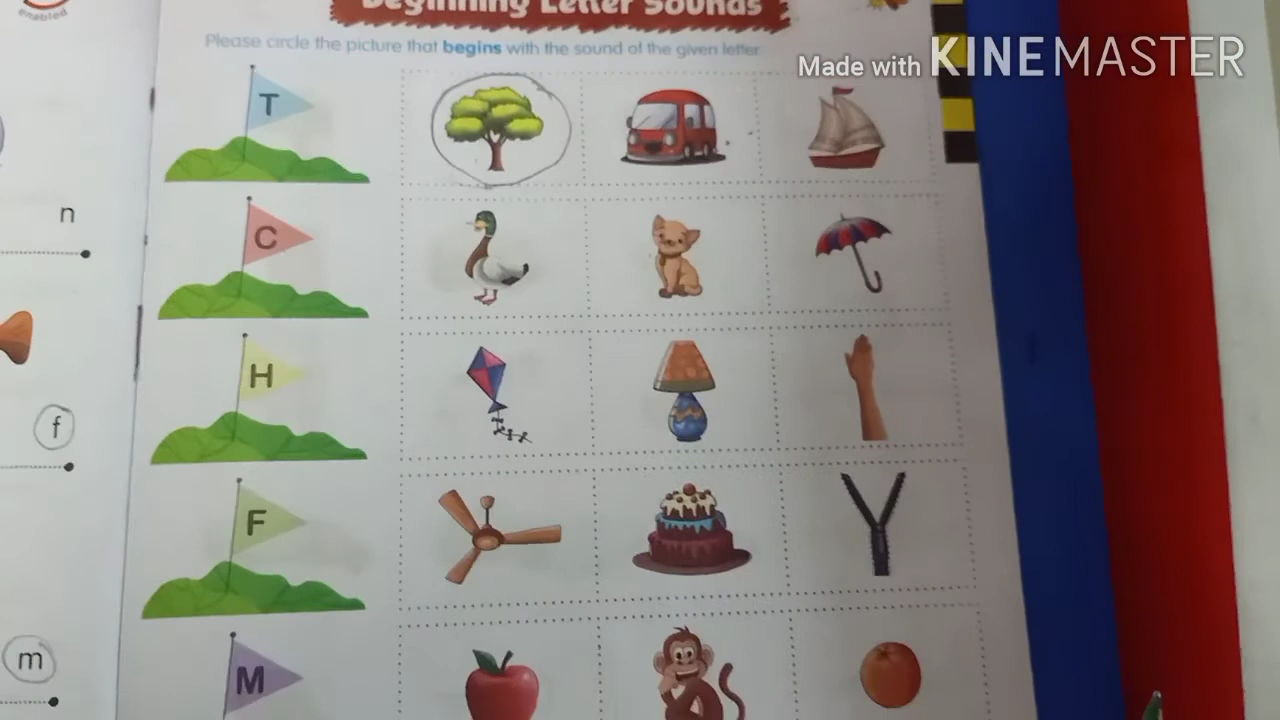 enabled
Beginning Letter Sounds
Please circle the picture that begins with the sound of the given letter
Made with KINEMASTER
T
C
n
H
f
F
m
M